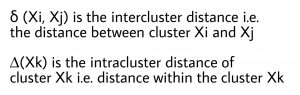 δ (Xi, Xj) is the intercluster distance i.e.
the distance between cluster Xi and Xj
Δ(Xk) is the intracluster distance of
cluster Xk i.e. distance within the cluster Xk